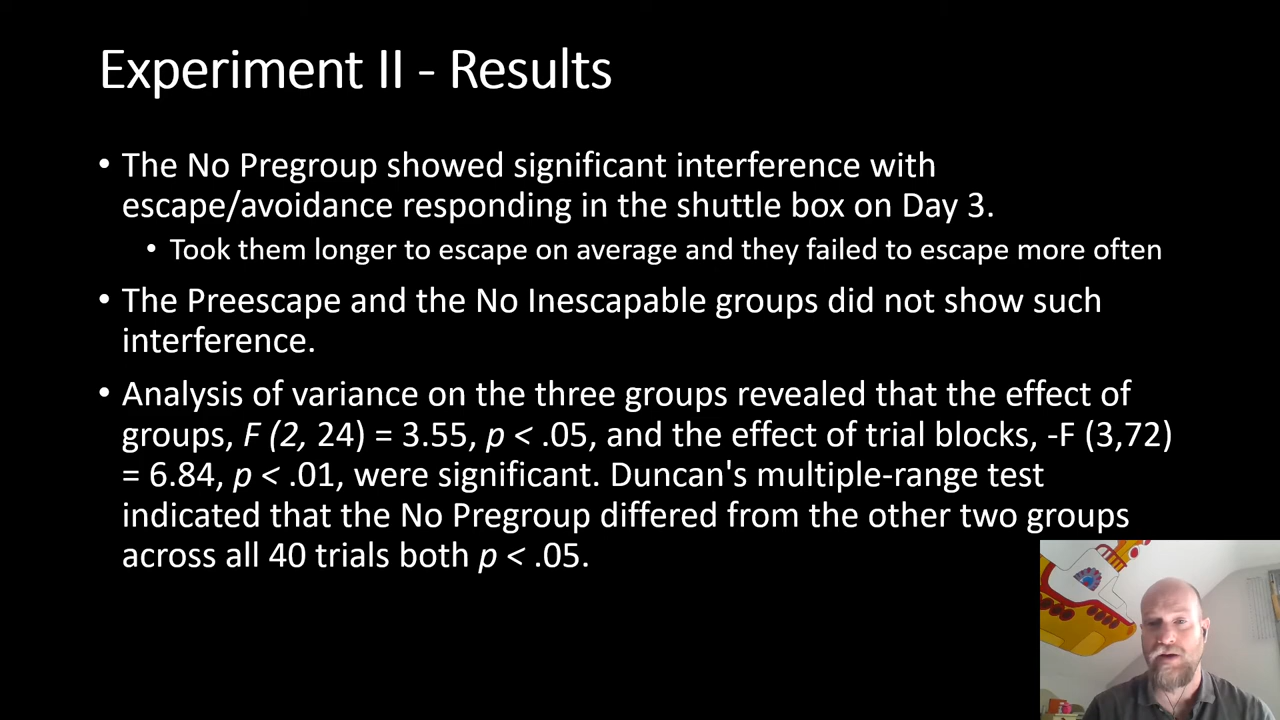 Experiment II - Results
• The No Pregroup showed significant interference with
escape/avoidance responding in the shuttle box on Day 3.
• Took them longer to escape on average and they failed to escape more often
• The Preescape and the No Inescapable groups did not show such
interference.
• Analysis of variance on the three groups revealed that the effect of
groups, F (2, 24) = 3.55, p < .05, and the effect of trial blocks, -F (3,72)
= 6.84, p < .01, were significant. Duncan's multiple-range test
indicated that the No Pregroup differed from the other two groups
across all 40 trials both p < .05.